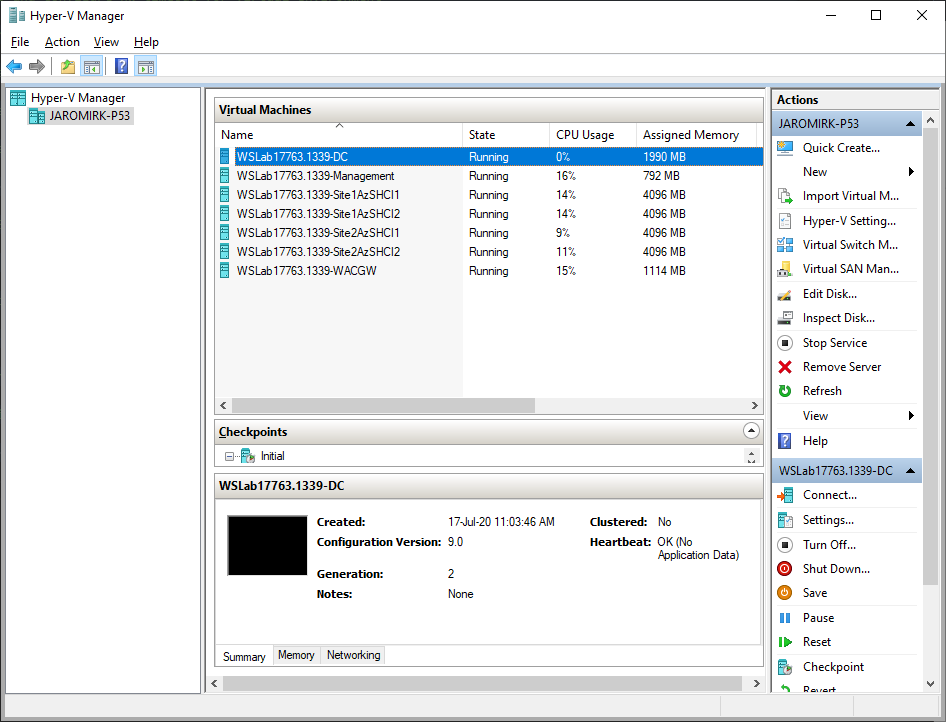 Hyper-V Manager
File Action View Help
Hyper-V Manager
JAROMIRK-P53
Virtual Machines
Name State CPU Usage Assigned Memory
WSLab17763.1339-DC Running 0% 1990 MB
WSLab17763.1339-Management Running 16% 792 MB
WSLab17763.1339-Site1AzSHCI1 Running 14% 4096 MB
WSLab17763.1339-Site1AzSHCI2 Running 14% 4096 MB
WSLab17763.1339-Site2AzSHCI1 Running 9% 4096 MB
WSLab17763.1339-Site2AzSHCI2 Running 11% 4096 MB
WSLab17763.1339-WACGW Running 15% 1114 MB
Checkpoints
Initial
WSLab17763.1339-DC
Created: 17-Jul-20 11:03:46 AM Clustered: No
Configuration Version: 9.0 Heartbeat: OK (No
Application Data)
Generation: 2
Notes: None
Summary Memory Networking
Actions
JAROMIRK-P53
Quick Create...
New
Import Virtual M...
Hyper-V Setting...
Virtual Switch M...
Virtual SAN Man...
Edit Disk...
Inspect Disk...
Stop Service
Remove Server
Refresh
View
Help
WSLab17763.1339-DC
Connect...
Settings...
Turn Off...
Shut Down...
Save
Pause
Reset
Checkpoint
Revert